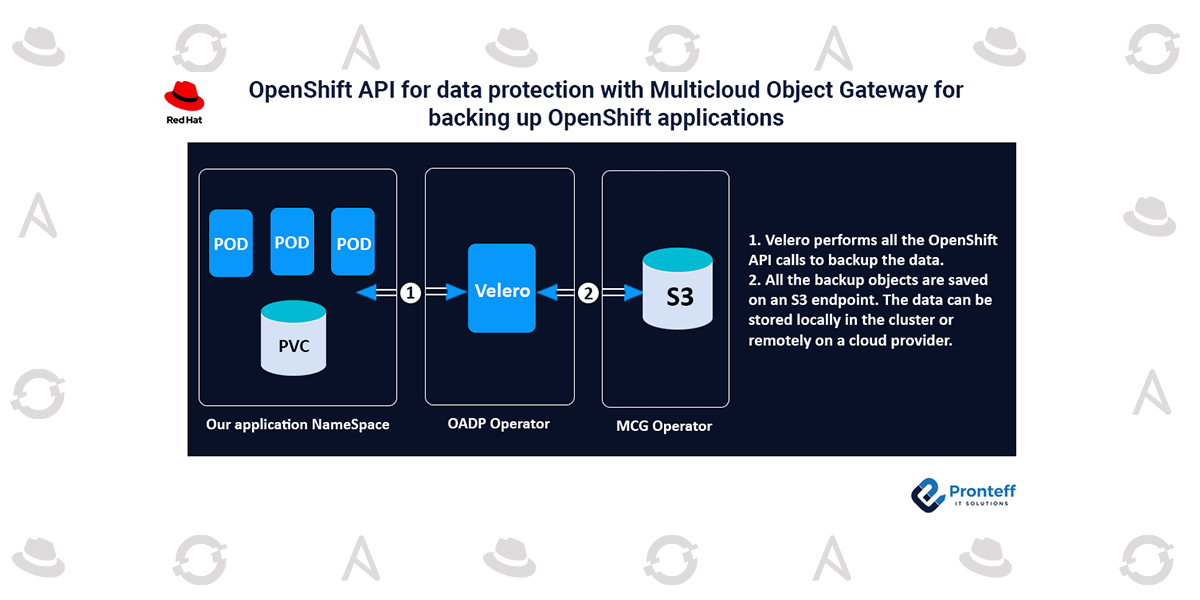 OpenShift API for data protection with Multicloud Object Gateway for
backing up OpenShift applications
Red Hat
POD
POD
POD
PVC
1
Velero
2
S3
Our application NameSpace
OADP Operator
MCG Operator
1. Velero performs all the OpenShift
API calls to backup the data.
2. All the backup objects are saved
on an S3 endpoint. The data can be
stored locally in the cluster or
remotely on a cloud provider.
Pronteff
IT SOLUTIONS